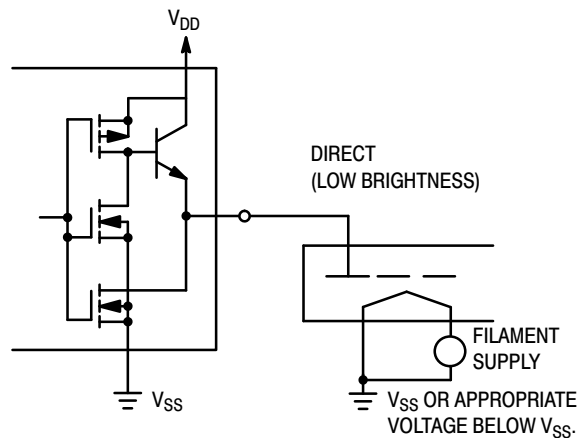 VDD
DIRECT
(LOW BRIGHTNESS)
FILAMENT
SUPPLY
VSS
VSS OR APPROPRIATE
VOLTAGE BELOW VSS.